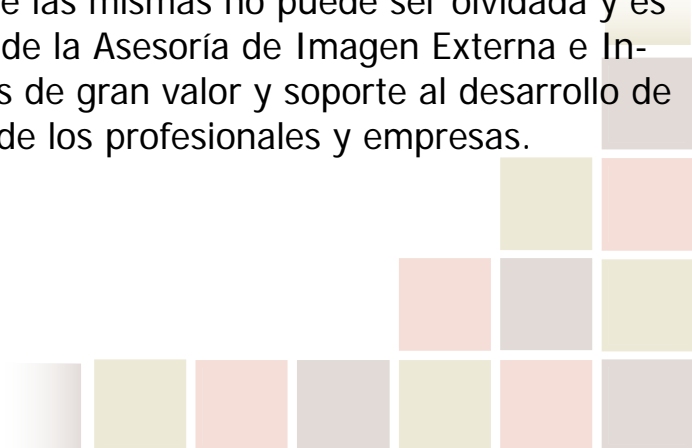 e las mismas no puede ser olvidada y es
de la Asesoría de Imagen Externa e In-
s de gran valor y soporte al desarrollo de
de los profesionales y empresas.